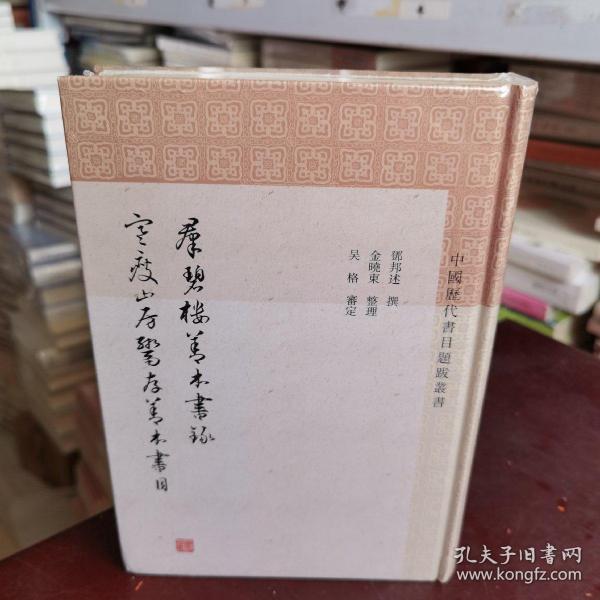 中國歷代書目題跋叢書
鄧邦述 撰
金曉東 整理
吴格 審定
羣碧樓善本書録
寒瘦山房鬻存善本書目
孔夫子旧书网
www.kongfz.com